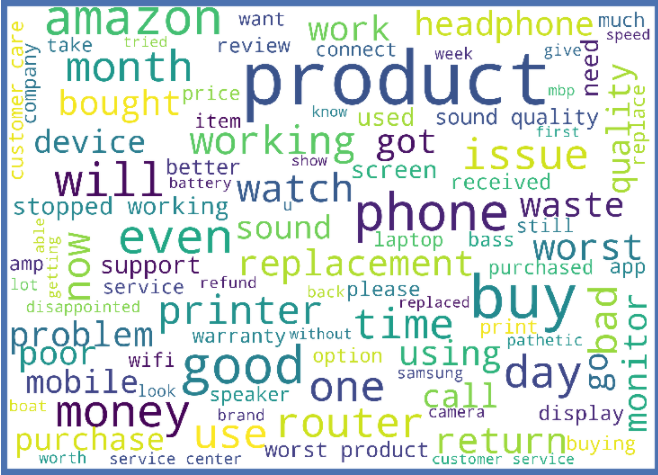 amazon
want
work
headphone
much
speed
take
tried
review
connect
week
give
customer care
company
month
product
need
mbp
bought
price
know
used
sound quality
first
quality
replace
item
device
working
got
issue
show
screen
better
battery
received
will
watch
u
phone
waste
stopped working
even
sound
still
laptop
bass
worst
now
able
getting
amp
lot
support
replacement
purchased
app
service
refund
back
please
replaced
buy
bad
monitor
disappointed
printer
time
print
pathetic
problem
warranty
without
poor
good
option
using
day
go
wifi
mobile
look
speaker
one
samsung
call
display
boat
money
brand
router
camera
purchase
use
return
buying
worth
service center
worst product
customer service